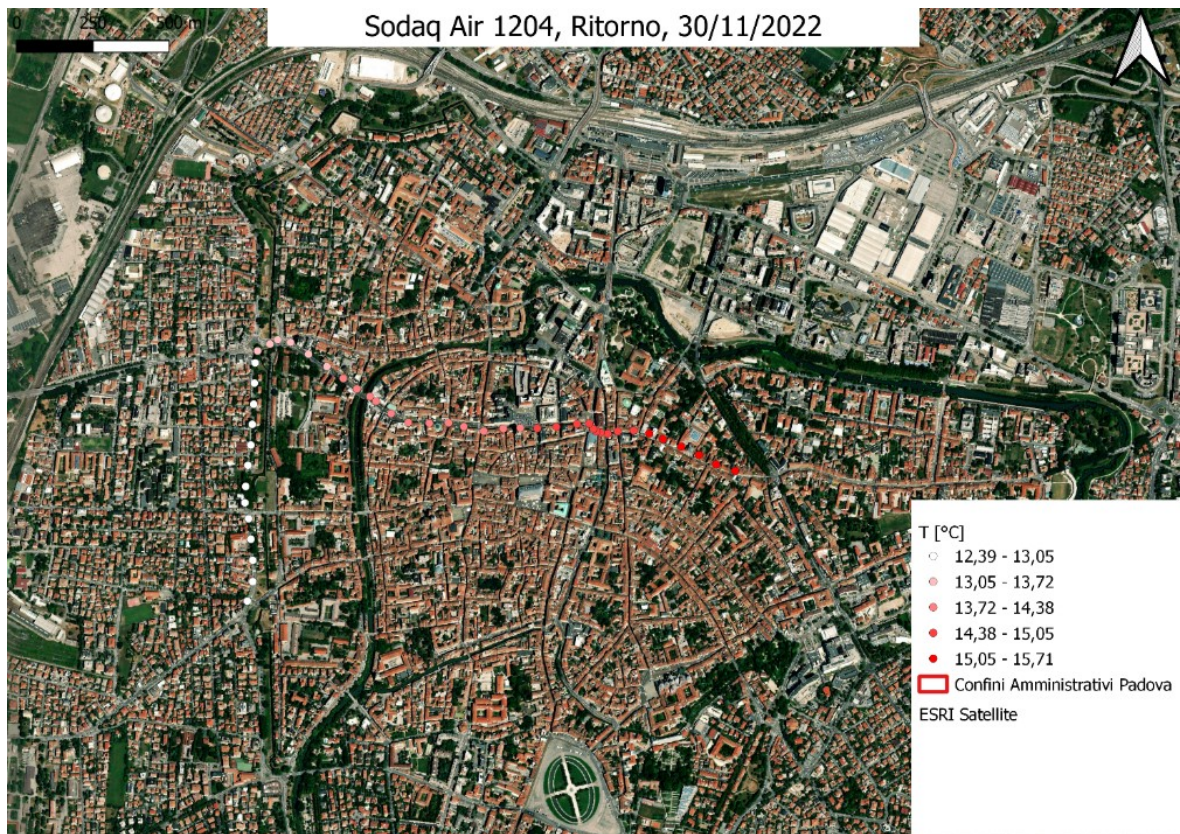 0 250 500 m
Sodaq Air 1204, Ritorno, 30/11/2022
T [°C]
12,39 - 13,05
13,05 - 13,72
13,72 - 14,38
14,38 - 15,05
15,05 - 15,71
Confini Amministrativi Padova
ESRI Satellite